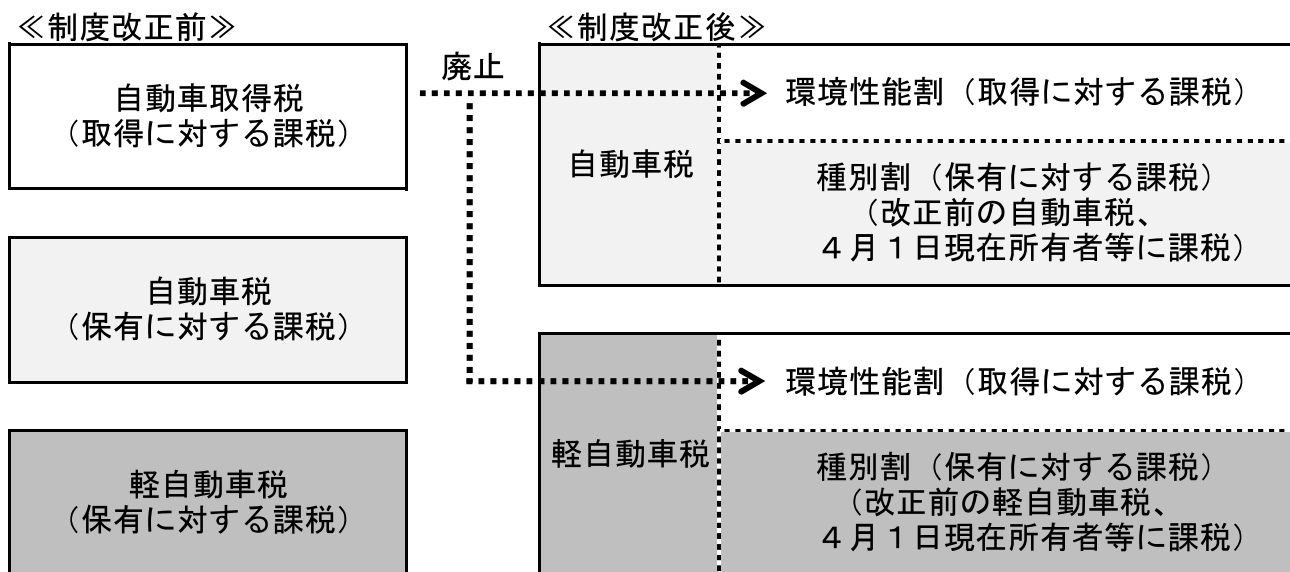 ≪制度改正前≫
自動車取得税
（取得に対する課税）
自動車税
（保有に対する課税）
軽自動車税
（保有に対する課税）
廃止
≪制度改正後≫
自動車税
環境性能割（取得に対する課税）
種別割（保有に対する課税）
（改正前の自動車税、
４月１日現在所有者等に課税）
軽自動車税
環境性能割（取得に対する課税）
種別割（保有に対する課税）
（改正前の軽自動車税、
４月１日現在所有者等に課税）